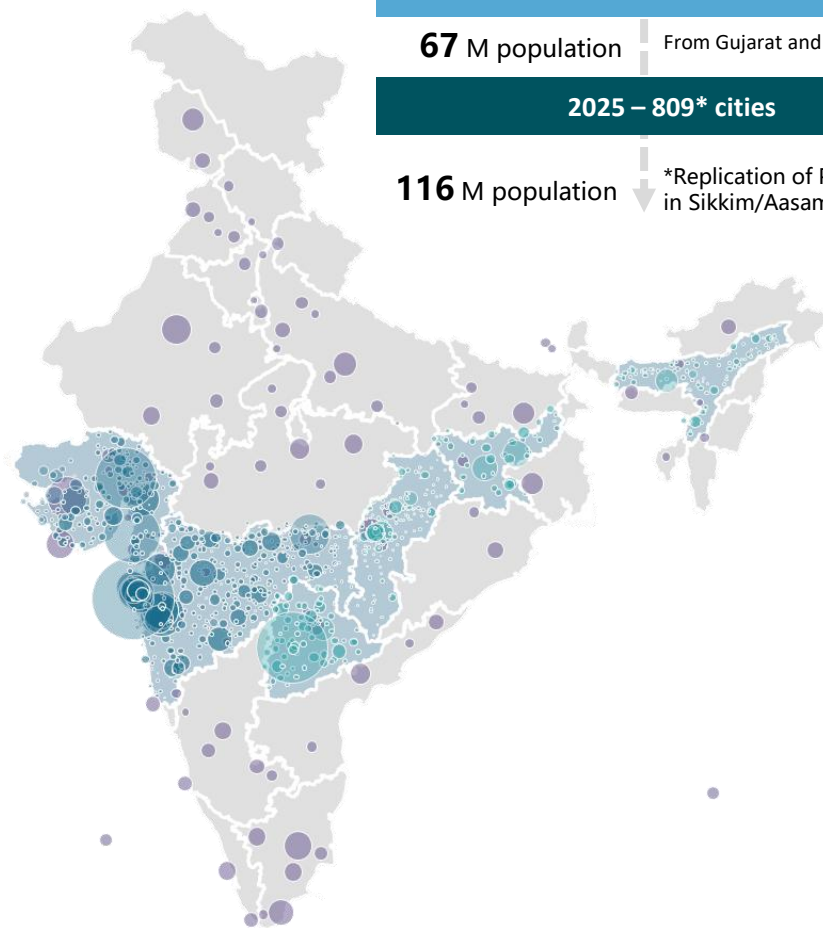 67 M population
From Gujarat and
2025 – 809* cities
116 M population
*Replication of
in Sikkim/Aasam